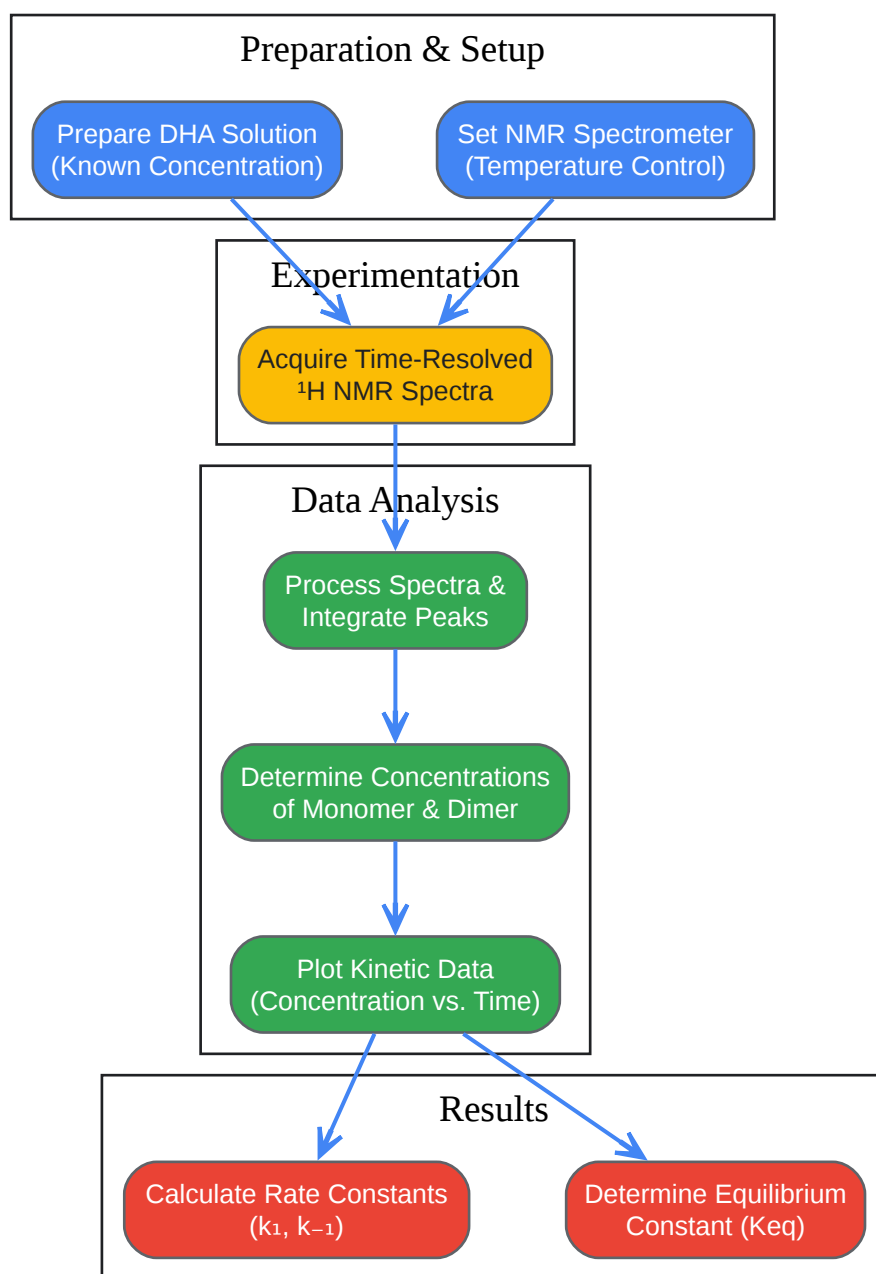 Preparation & Setup
Prepare DHA Solution
(Known Concentration)
Set NMR Spectrometer
(Temperature Control)
Experimentation
Acquire Time-Resolved
¹H NMR Spectra
Data Analysis
Process Spectra &
Integrate Peaks
Determine Concentrations
of Monomer & Dimer
Plot Kinetic Data
(Concentration vs. Time)
Results
Calculate Rate Constants
(k₁, k₋₁)
Determine Equilibrium
Constant (Keq)